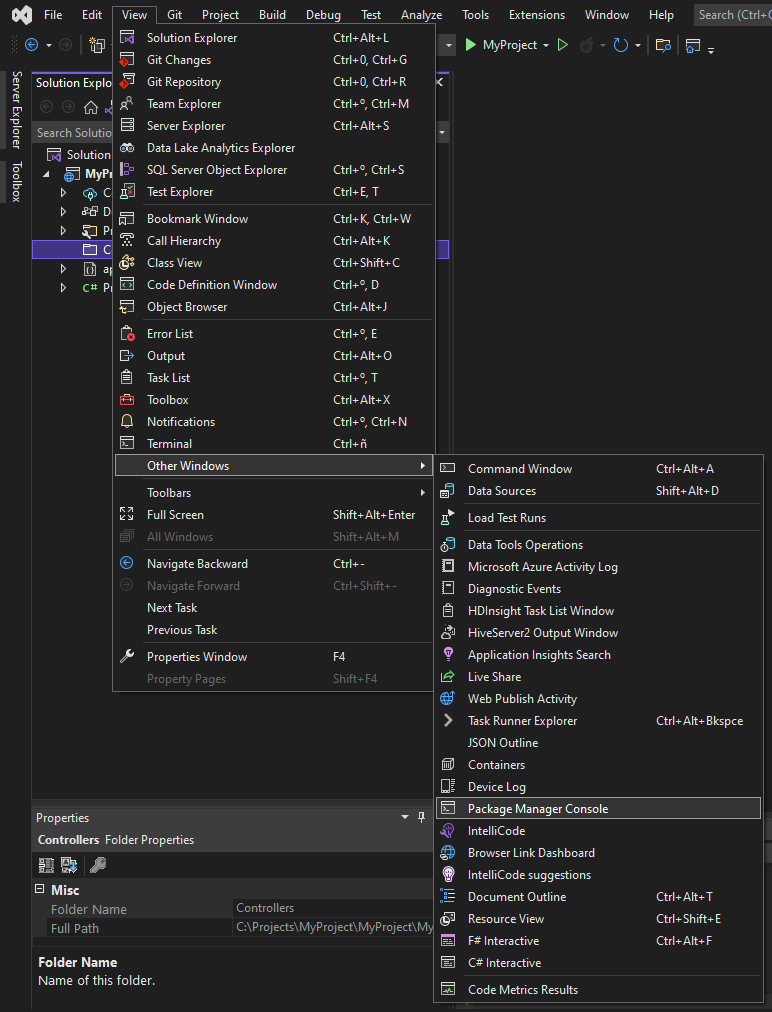 File Edit View Git Project Build Debug Test Analyze Tools Extensions Window Help Search (Ctrl+
MyProject
Server Explorer
Toolbox
Solution Explo
Search Solutio
Solution
MyPr
C
D
Pr
C
ap
Pr
Solution Explorer Ctrl+Alt+L
Git Changes Ctrl+0, Ctrl+G
Git Repository Ctrl+0, Ctrl+R
Team Explorer Ctrl+º, Ctrl+M
Server Explorer Ctrl+Alt+S
Data Lake Analytics Explorer
SQL Server Object Explorer Ctrl+º, Ctrl+S
Test Explorer Ctrl+E, T
Bookmark Window Ctrl+K, Ctrl+W
Call Hierarchy Ctrl+Alt+K
Class View Ctrl+Shift+C
Code Definition Window Ctrl+º, D
Object Browser Ctrl+Alt+J
Error List Ctrl+º, E
Output Ctrl+Alt+O
Task List Ctrl+º, T
Toolbox Ctrl+Alt+X
Notifications Ctrl+º, Ctrl+N
Terminal Ctrl+ñ
Other Windows
Toolbars
Full Screen Shift+Alt+Enter
All Windows Shift+Alt+M
Navigate Backward Ctrl+-
Navigate Forward Ctrl+Shift+-
Next Task
Previous Task
Properties Window F4
Property Pages Shift+F4
Command Window Ctrl+Alt+A
Data Sources Shift+Alt+D
Load Test Runs
Data Tools Operations
Microsoft Azure Activity Log
Diagnostic Events
HDInsight Task List Window
HiveServer2 Output Window
Application Insights Search
Live Share
Web Publish Activity
Task Runner Explorer Ctrl+Alt+Bkspce
JSON Outline
Containers
Device Log
Package Manager Console
IntelliCode
Browser Link Dashboard
IntelliCode suggestions
Document Outline Ctrl+Alt+T
Resource View Ctrl+Shift+E
F# Interactive Ctrl+Alt+F
C# Interactive
Code Metrics Results
Properties
Controllers Folder Properties
Misc
Folder Name Controllers
Full Path C:\Projects\MyProject\MyProject\My
Folder Name
Name of this folder.